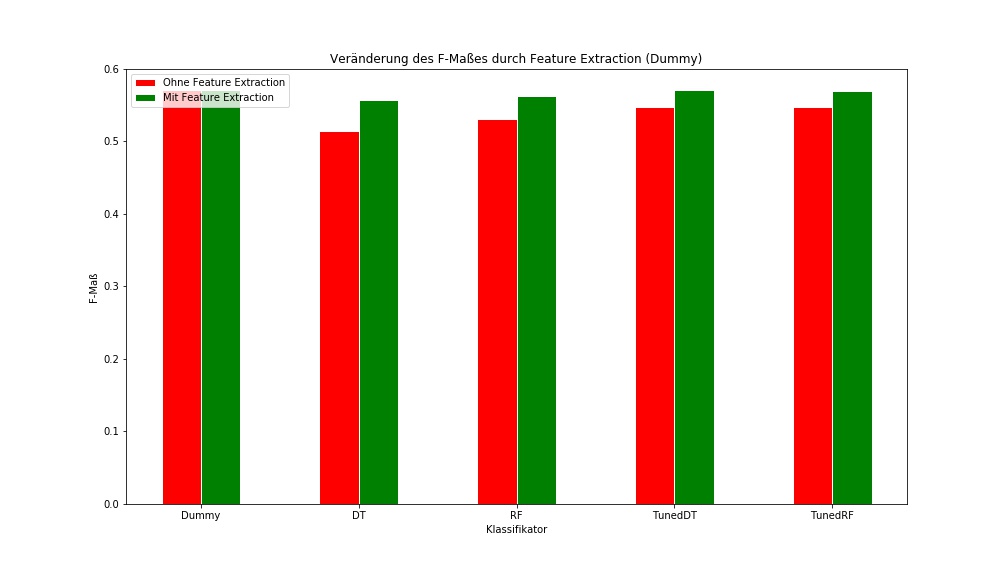 Veränderung des F-Maßes durch Feature Extraction (Dummy)
Ohne Feature Extraction
Mit Feature Extraction
0.6
0.5
0.4
0.3
0.2
0.1
0.0
F-Maß
Dummy DT RF TunedDT TunedRF
Klassifikator